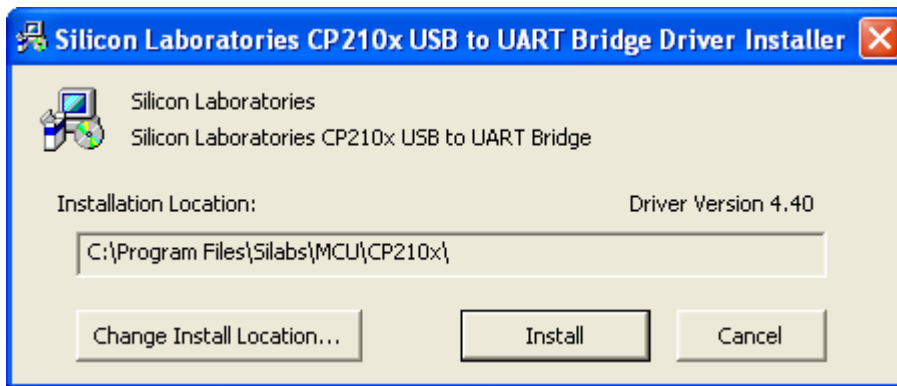 Silicon Laboratories CP210x USB to UART Bridge Driver Installer
Silicon Laboratories
Silicon Laboratories CP210x USB to UART Bridge
Installation Location:
Driver Version 4.40
C:\Program Files\Silabs\MCU\CP210x\
Change Install Location...
Install
Cancel